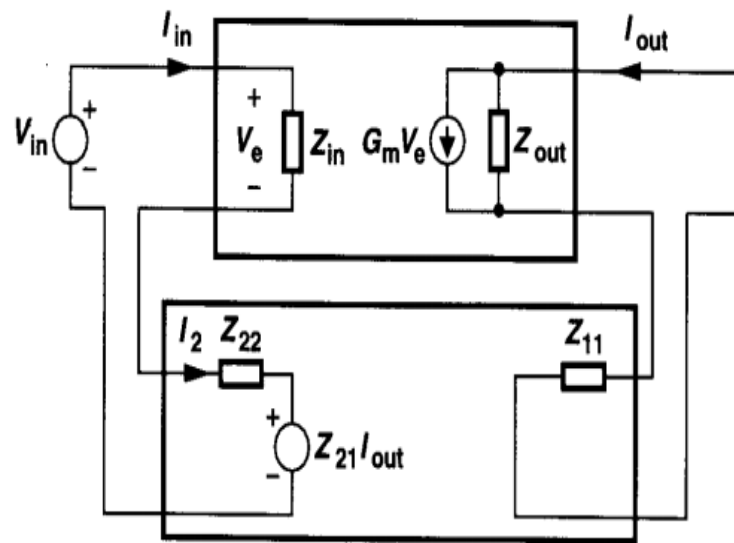 I_in
I_out
+
V_in
−
+
V_e
−
Z_in
G_mV_e
Z_out
I_2
Z_22
Z_11
+
Z_21I_out
−